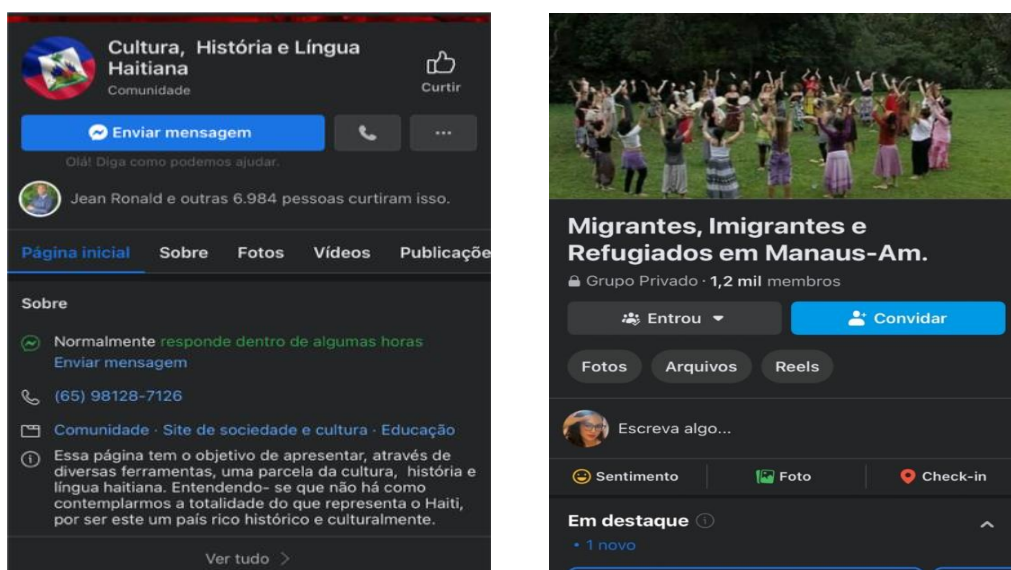 Cultura, História e Língua
Haitiana
Comunidade
Curtir
Enviar mensagem
Olá! Diga como podemos ajudar.
Jean Ronald e outras 6.984 pessoas curtiram isso.
Página inicial Sobre Fotos Vídeos Publicaçõe
Sobre
Normalmente responde dentro de algumas horas
Enviar mensagem
(65) 98128-7126
Comunidade · Site de sociedade e cultura · Educação
Essa página tem o objetivo de apresentar, através de
diversas ferramentas, uma parcela da cultura, história e
língua haitiana. Entendendo- se que não há como
contemplarmos a totalidade do que representa o Haiti,
por ser este um país rico histórico e culturalmente.
Ver tudo >
Migrantes, Imigrantes e
Refugiados em Manaus-Am.
Grupo Privado · 1,2 mil membros
Entrou
Convidar
Fotos Arquivos Reels
Escreva algo...
Sentimento Foto Check-in
Em destaque
• 1 novo